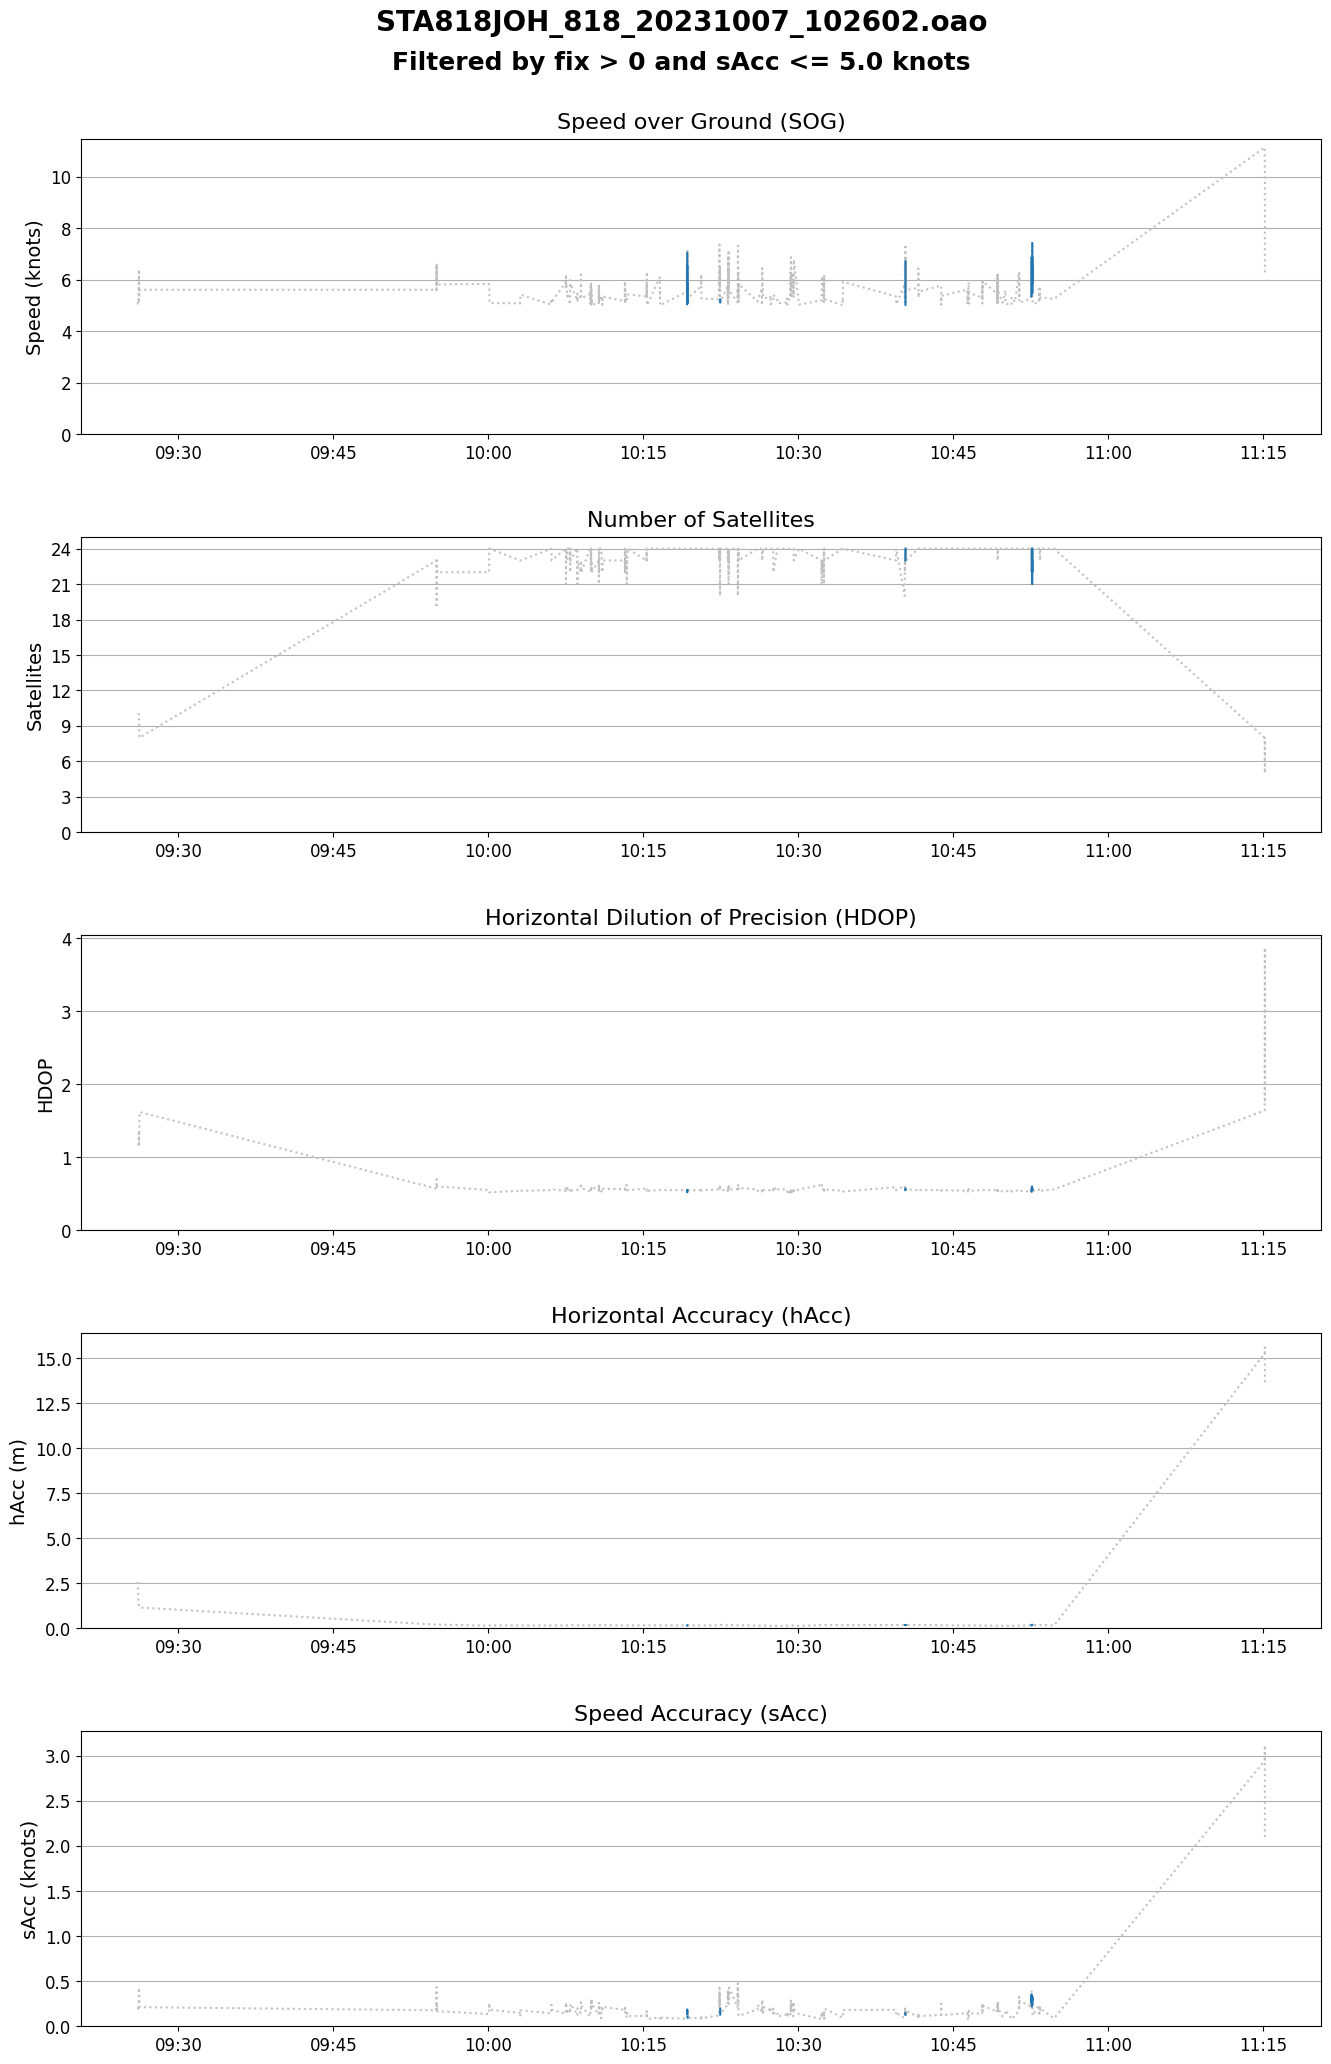 STA818JOH_818_20231007_102602.oao
Filtered by fix > 0 and sAcc <= 5.0 knots
Speed over Ground (SOG)
Speed (knots)
10
8
6
4
2
0
09:30 09:45 10:00 10:15 10:30 10:45 11:00 11:15
Number of Satellites
Satellites
24
21
18
15
12
9
6
3
0
09:30 09:45 10:00 10:15 10:30 10:45 11:00 11:15
Horizontal Dilution of Precision (HDOP)
HDOP
4
3
2
1
0
09:30 09:45 10:00 10:15 10:30 10:45 11:00 11:15
Horizontal Accuracy (hAcc)
hAcc (m)
15.0
12.5
10.0
7.5
5.0
2.5
0.0
09:30 09:45 10:00 10:15 10:30 10:45 11:00 11:15
Speed Accuracy (sAcc)
sAcc (knots)
3.0
2.5
2.0
1.5
1.0
0.5
0.0
09:30 09:45 10:00 10:15 10:30 10:45 11:00 11:15